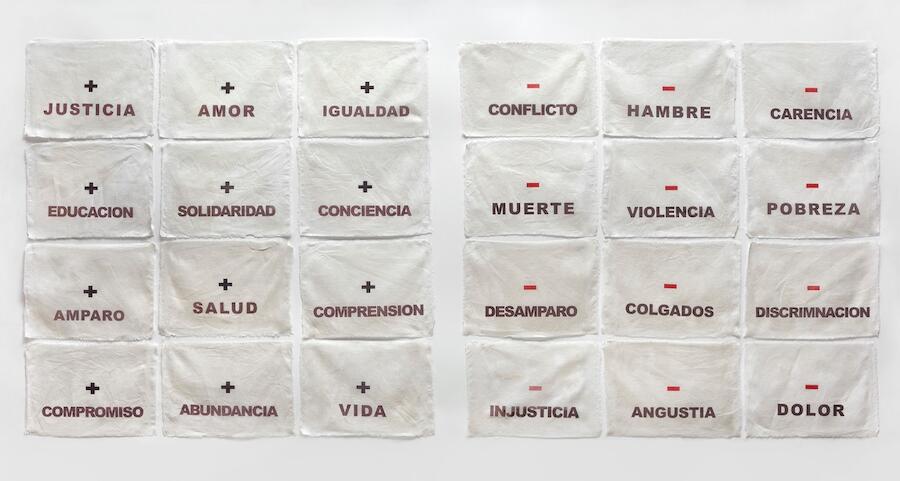 + + +
JUSTICIA AMOR IGUALDAD
+ + +
EDUCACION SOLIDARIDAD CONCIENCIA
+ + +
AMPARO SALUD COMPRENSION
+ + +
COMPROMISO ABUNDANCIA VIDA
- - -
CONFLICTO HAMBRE CARENCIA
- - -
MUERTE VIOLENCIA POBREZA
- - -
DESAMPARO COLGADOS DISCRIMNACION
- - -
INJUSTICIA ANGUSTIA DOLOR